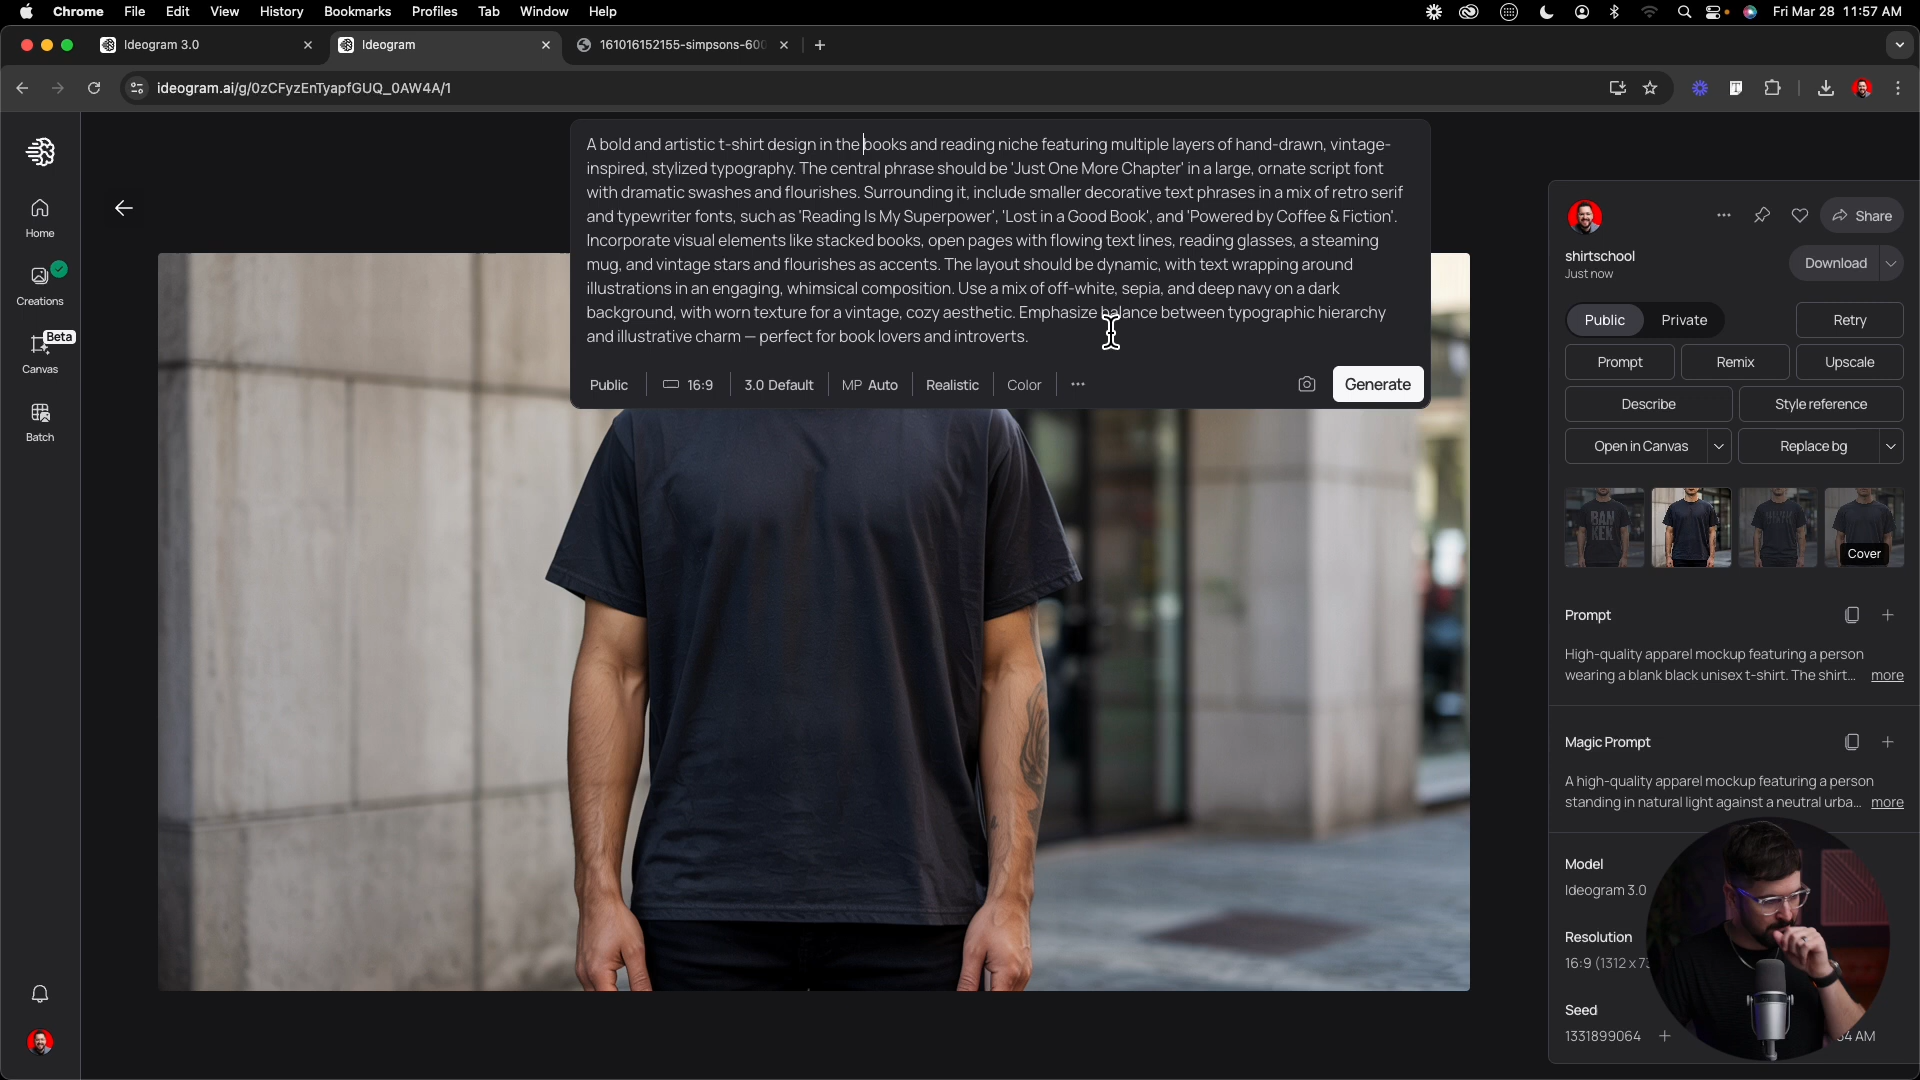 Chrome File Edit View History Bookmarks Profiles Tab Window Help
Fri Mar 28 11:57 AM
Ideogram 3.0
Ideogram
161016152155-simpsons-600
ideogram.ai/g/0zCFyzEnTyapfGUQ_0AW4A/1
A bold and artistic t-shirt design in the books and reading niche featuring multiple layers of hand-drawn, vintage-
inspired, stylized typography. The central phrase should be 'Just One More Chapter' in a large, ornate script font
with dramatic swashes and flourishes. Surrounding it, include smaller decorative text phrases in a mix of retro serif
and typewriter fonts, such as 'Reading Is My Superpower', 'Lost in a Good Book', and 'Powered by Coffee & Fiction'.
Incorporate visual elements like stacked books, open pages with flowing text lines, reading glasses, a steaming
mug, and vintage stars and flourishes as accents. The layout should be dynamic, with text wrapping around
illustrations in an engaging, whimsical composition. Use a mix of off-white, sepia, and deep navy on a dark
background, with worn texture for a vintage, cozy aesthetic. Emphasize balance between typographic hierarchy
and illustrative charm — perfect for book lovers and introverts.
Public 16:9 3.0 Default MP Auto Realistic Color Generate
Home
Creations
Beta
Canvas
Batch
Share
shirtschool
Just now
Download
Public Private Retry
Prompt Remix Upscale
Describe Style reference
Open in Canvas Replace bg
BAN
KEK
Cover
Prompt
High-quality apparel mockup featuring a person
wearing a blank black unisex t-shirt. The shirt... more
Magic Prompt
A high-quality apparel mockup featuring a person
standing in natural light against a neutral urba... more
Model
Ideogram 3.0
Resolution
16:9 (1312 x 73
Seed
1331899064
AM